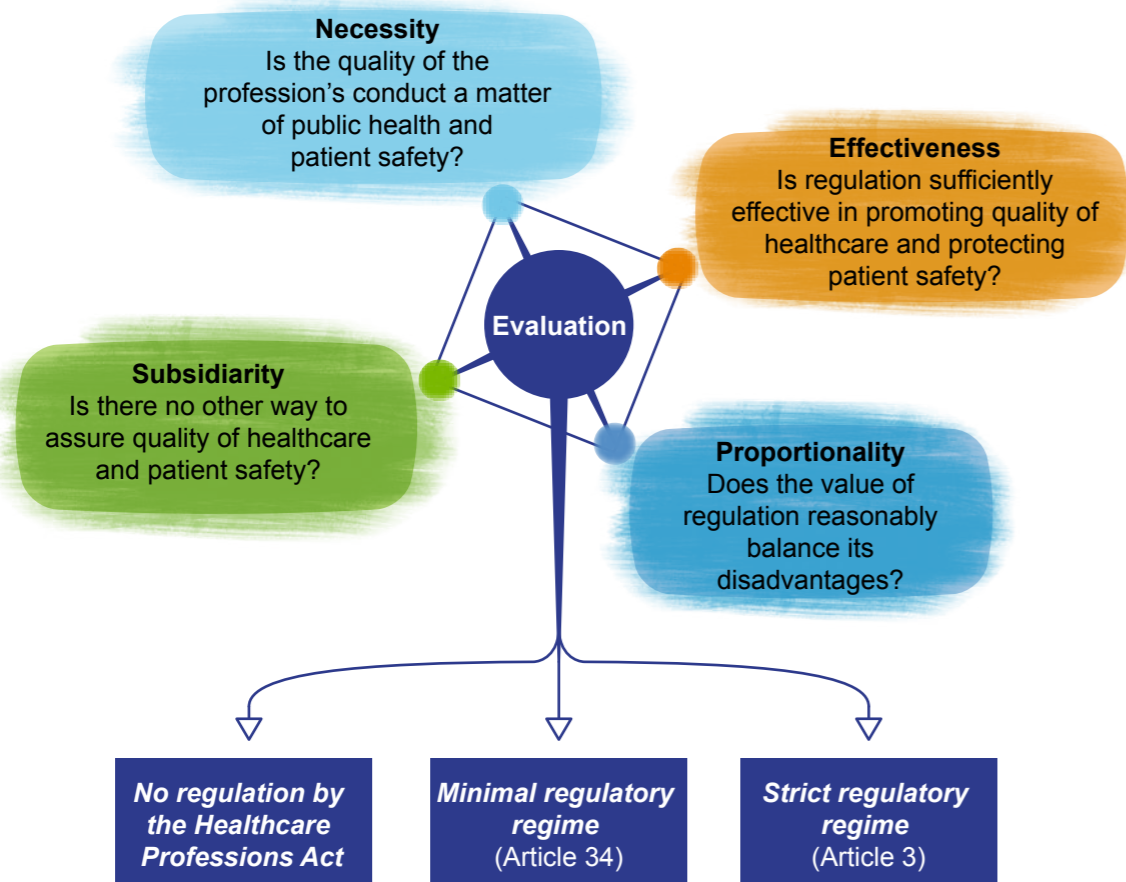 Necessity
Is the quality of the
profession’s conduct a matter
of public health and
patient safety?
Effectiveness
Is regulation sufficiently
effective in promoting quality of
healthcare and protecting
patient safety?
Evaluation
Subsidiarity
Is there no other way to
assure quality of healthcare
and patient safety?
Proportionality
Does the value of
regulation reasonably
balance its
disadvantages?
No regulation by
the Healthcare
Professions Act
Minimal regulatory
regime
(Article 34)
Strict regulatory
regime
(Article 3)